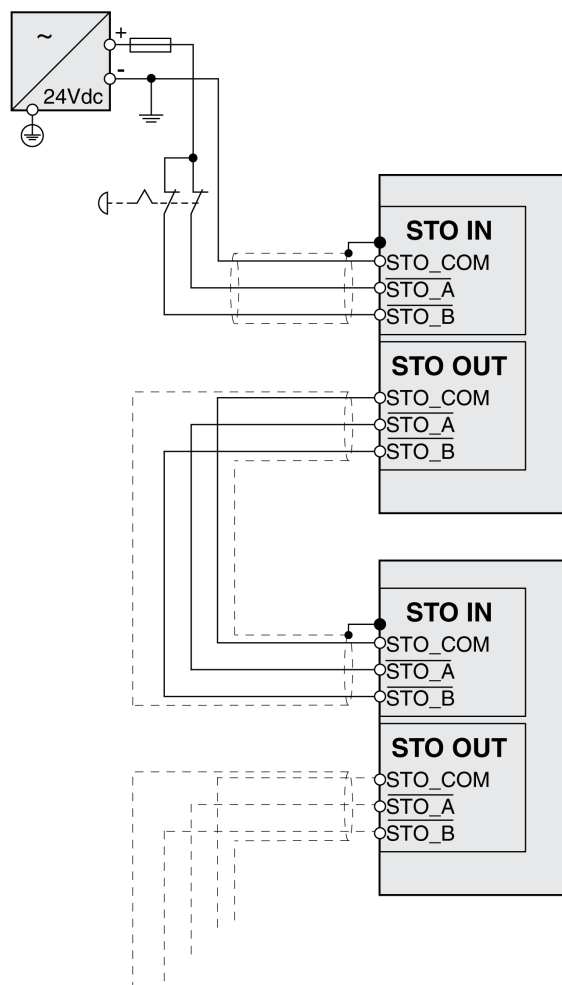 ~
+
-
24Vdc
STO IN
STO_COM
STO_A
STO_B
STO OUT
STO_COM
STO_A
STO_B
STO IN
STO_COM
STO_A
STO_B
STO OUT
STO_COM
STO_A
STO_B